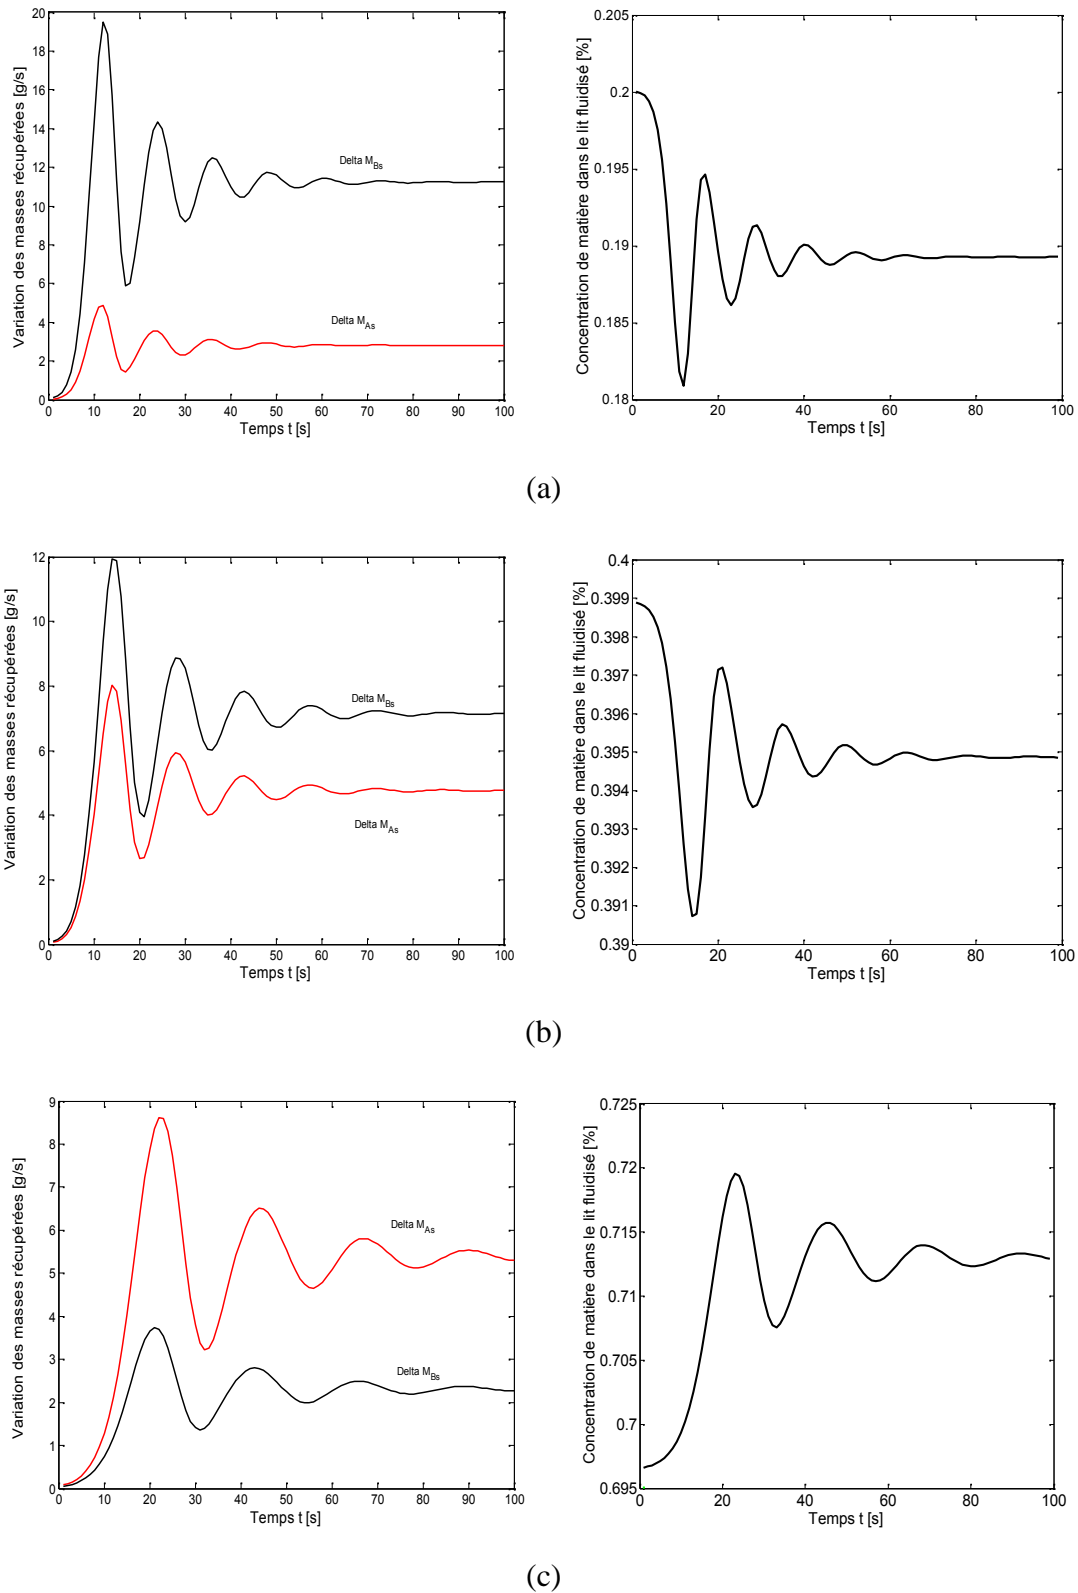 Variation des masses récupérées [g/s]
20
18
16
14
12
10
8
6
4
2
0
Delta M_Bs
Delta M_As
0 10 20 30 40 50 60 70 80 90 100
Temps t [s]
Concentration de matière dans le lit fluidisé [%]
0.205
0.2
0.195
0.19
0.185
0.18
0 20 40 60 80 100
Temps t [s]
(a)
Variation des masses récupérées [g/s]
12
10
8
6
4
2
0
Delta M_Bs
Delta M_As
0 10 20 30 40 50 60 70 80 90 100
Temps t [s]
Concentration de matière dans le lit fluidisé [%]
0.4
0.399
0.398
0.397
0.396
0.395
0.394
0.393
0.392
0.391
0.39
0 20 40 60 80 100
Temps t [s]
(b)
Variation des masses récupérées [g/s]
9
8
7
6
5
4
3
2
1
0
Delta M_As
Delta M_Bs
0 10 20 30 40 50 60 70 80 90 100
Temps t [s]
Concentration de matière dans le lit fluidisé [%]
0.725
0.72
0.715
0.71
0.705
0.7
0.695
0 20 40 60 80 100
Temps t [s]
(c)